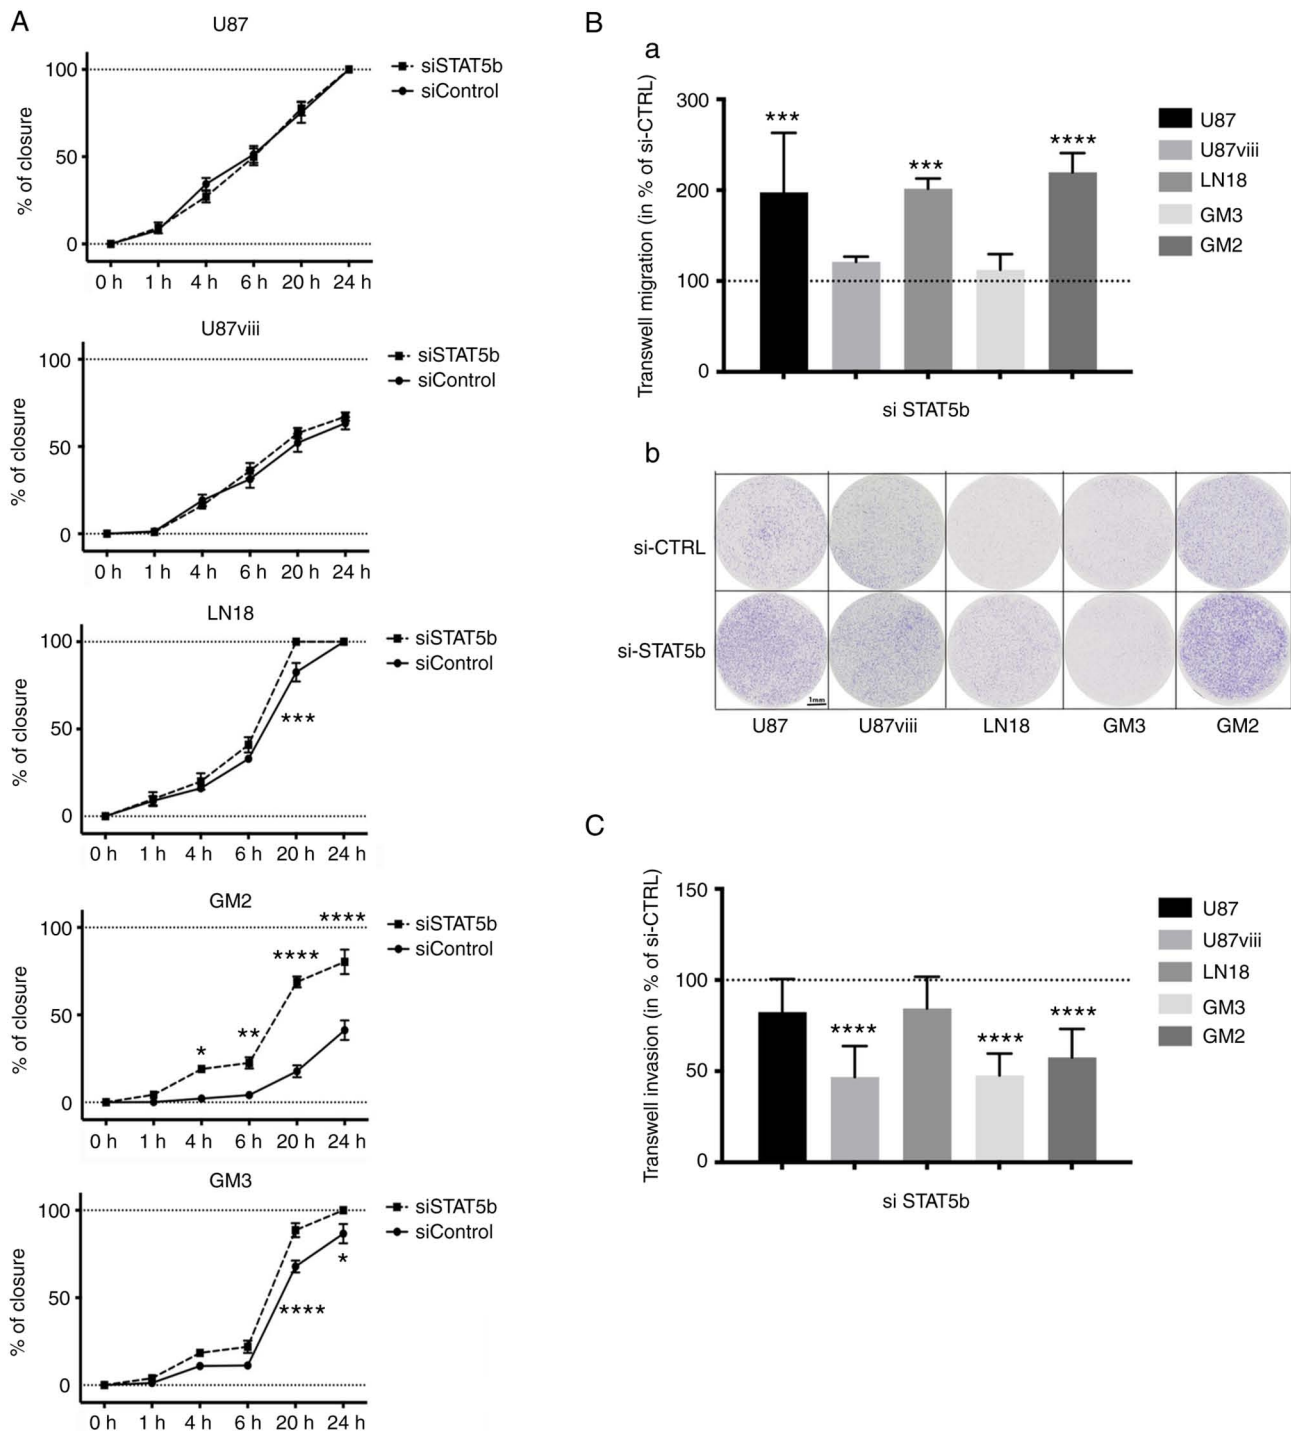 A
U87
% of closure
100
50
0
0 h 1 h 4 h 6 h 20 h 24 h
siSTAT5b
siControl
U87viii
% of closure
100
50
0
0 h 1 h 4 h 6 h 20 h 24 h
siSTAT5b
siControl
LN18
% of closure
100
50
0
***
0 h 1 h 4 h 6 h 20 h 24 h
siSTAT5b
siControl
GM2
% of closure
100
50
0
* ** **** ****
0 h 1 h 4 h 6 h 20 h 24 h
siSTAT5b
siControl
GM3
% of closure
100
50
0
**** *
0 h 1 h 4 h 6 h 20 h 24 h
siSTAT5b
siControl
B
a
Transwell migration (in % of si-CTRL)
300
200
100
0
*** *** ****
si STAT5b
U87
U87viii
LN18
GM3
GM2
b
si-CTRL
si-STAT5b
1mm
U87 U87viii LN18 GM3 GM2
C
Transwell invasion (in % of si-CTRL)
150
100
50
0
**** **** ****
si STAT5b
U87
U87viii
LN18
GM3
GM2